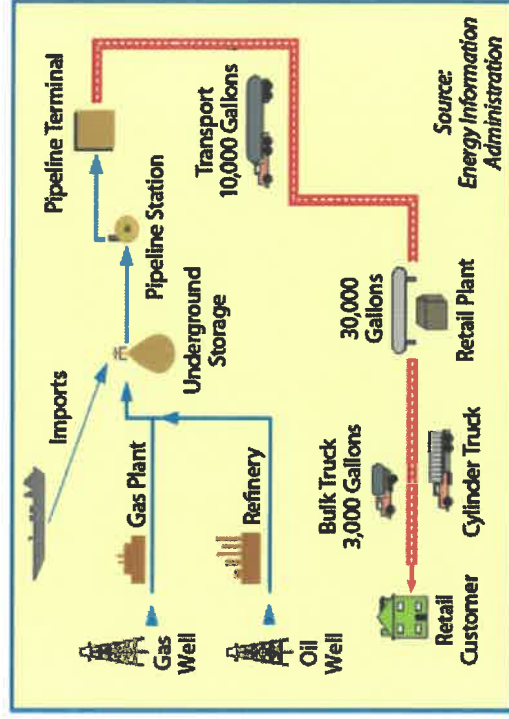 Imports
Pipeline Terminal
Gas
Well
Gas Plant
Underground
Storage
Pipeline Station
Transport
10,000 Gallons
Oil
Well
Refinery
Bulk Truck
3,000 Gallons
30,000
Gallons
Retail
Customer
Cylinder Truck
Retail Plant
Source:
Energy Information
Administration